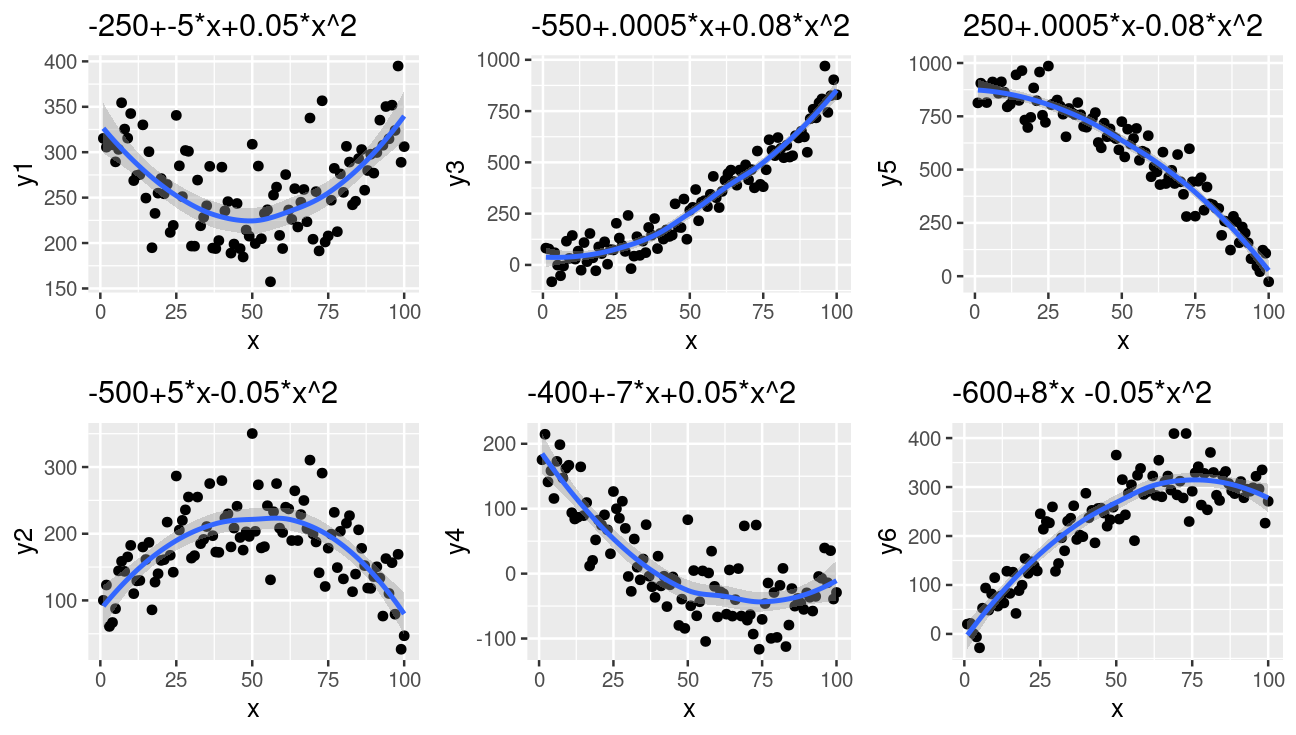 -250+-5*x+0.05*x^2
400
350
300
250
200
150
y1
0 25 50 75 100
x
-550+.0005*x+0.08*x^2
1000
750
500
250
0
y3
0 25 50 75 100
x
250+.0005*x-0.08*x^2
1000
750
500
250
0
y5
0 25 50 75 100
x
-500+5*x-0.05*x^2
300
200
100
y2
0 25 50 75 100
x
-400+-7*x+0.05*x^2
200
100
0
-100
y4
0 25 50 75 100
x
-600+8*x -0.05*x^2
400
300
200
100
0
y6
0 25 50 75 100
x